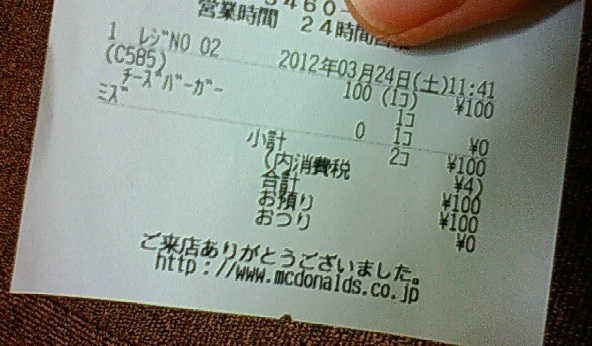 3460-
営業時間 24時間営業
1 レジNO 02 2012年03月24日(土)11:41
(C585) 100 (1コ) ¥100
チーズバーガー 1コ
ミズ 0 1コ ¥0
小計 2コ ¥100
(内消費税 ¥4)
合計 ¥100
お預り ¥100
おつり ¥0
ご来店ありがとうございました。
http://www.mcdonalds.co.jp